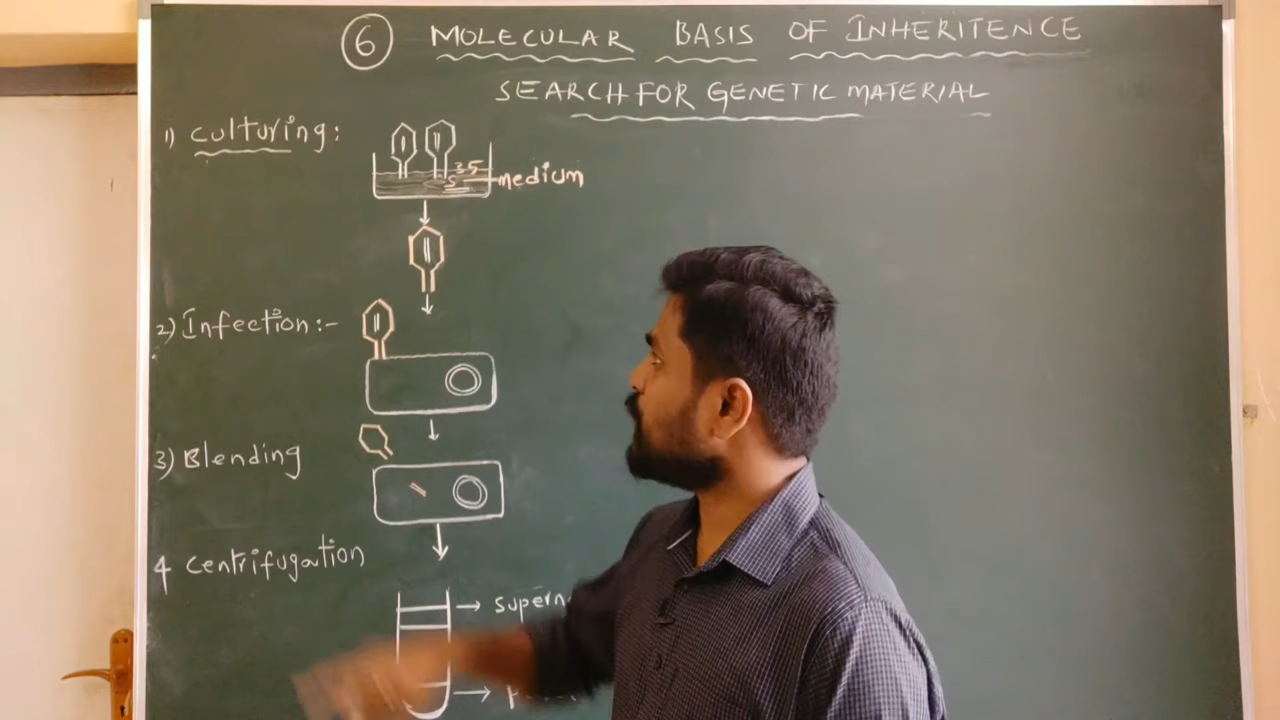 6 MOLECULAR BASIS OF INHERITENCE
SEARCH FOR GENETIC MATERIAL
1) culturing:
35
S
medium
2) Infection:-
3) Blending
4 centrifugation